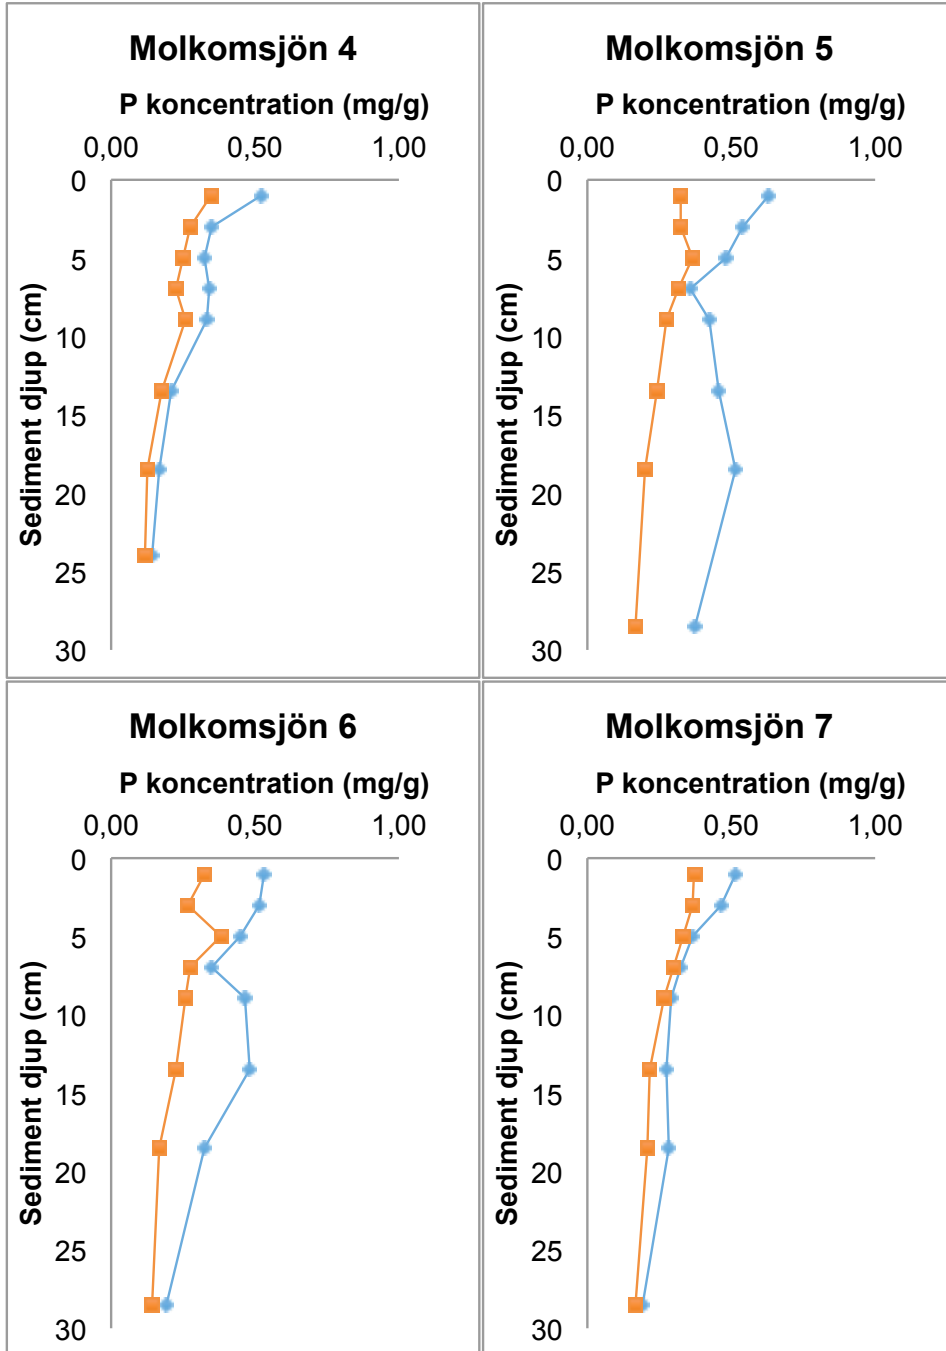 Molkomsjön 4
P koncentration (mg/g)
0,00 0,50 1,00
0
5
10
15
20
25
30
Sediment djup (cm)
Molkomsjön 5
P koncentration (mg/g)
0,00 0,50 1,00
0
5
10
15
20
25
30
Sediment djup (cm)
Molkomsjön 6
P koncentration (mg/g)
0,00 0,50 1,00
0
5
10
15
20
25
30
Sediment djup (cm)
Molkomsjön 7
P koncentration (mg/g)
0,00 0,50 1,00
0
5
10
15
20
25
30
Sediment djup (cm)